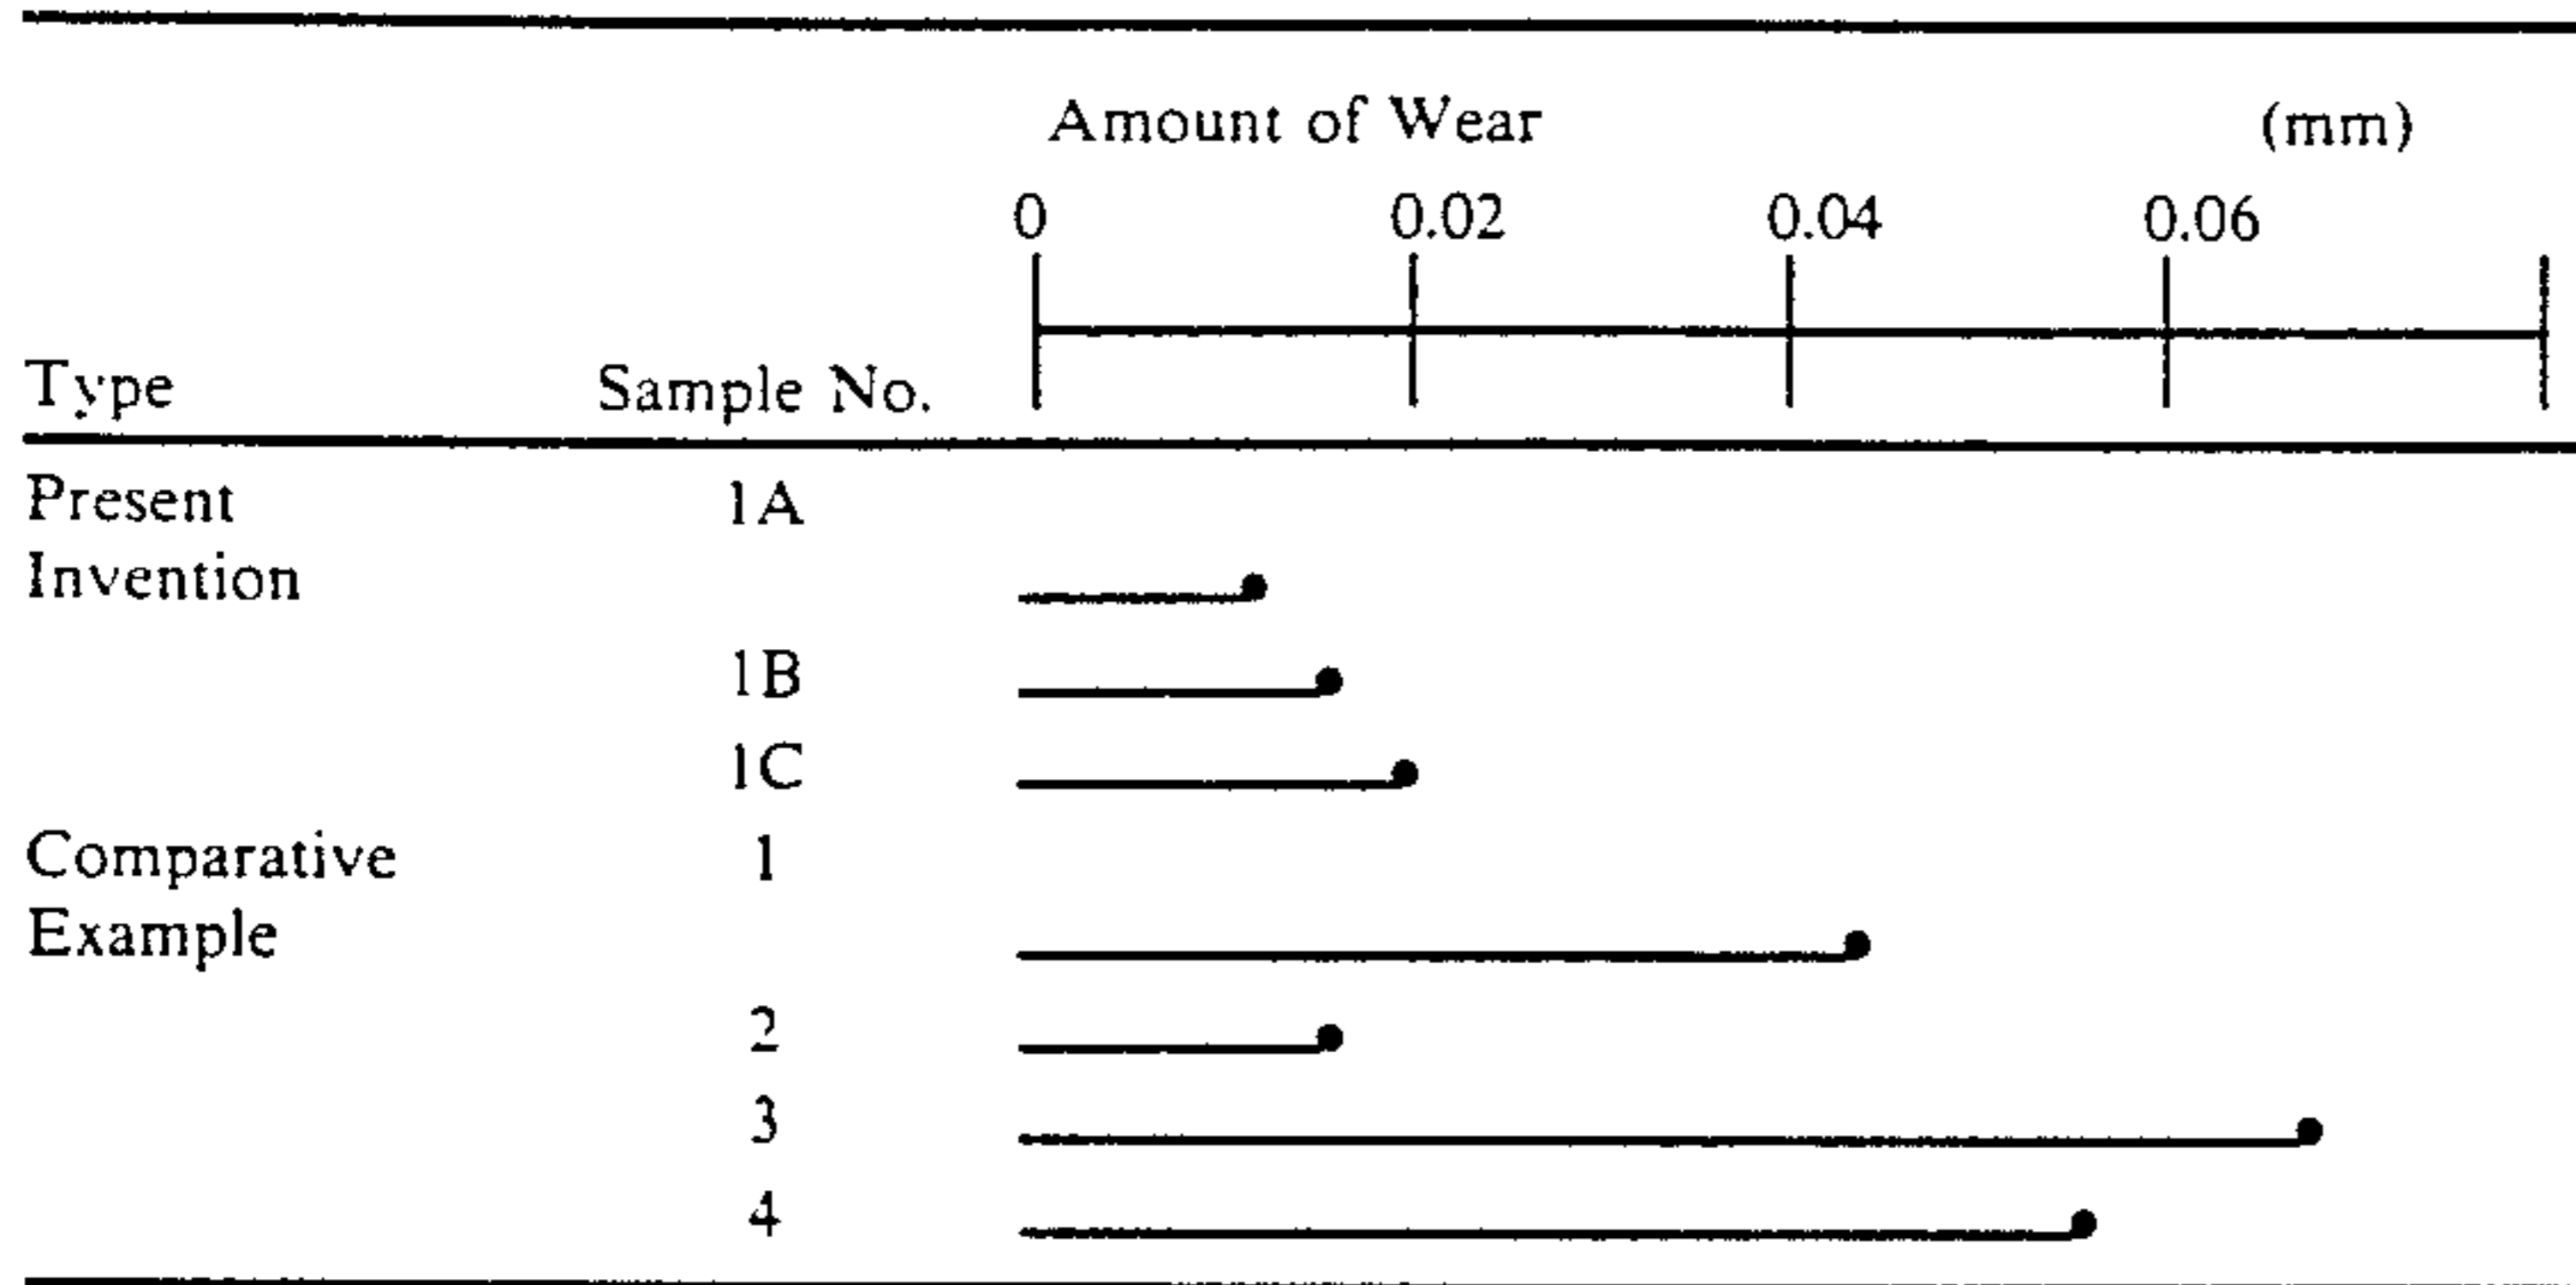 Amount of Wear (mm)
0 0.02 0.04 0.06
Type Sample No.
Present 1A
Invention
1B
1C
Comparative 1
Example
2
3
4